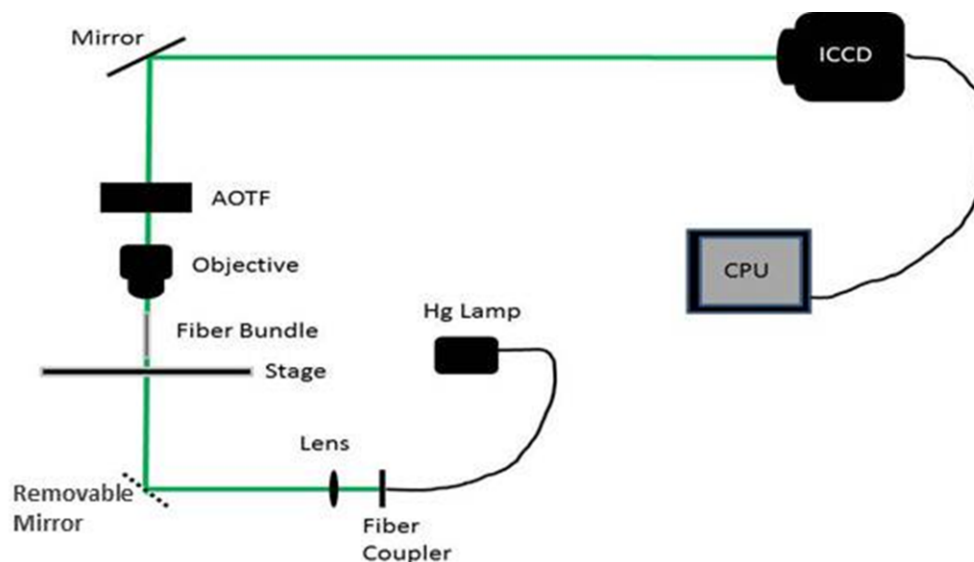 Mirror
ICCD
AOTF
Objective
CPU
Hg Lamp
Fiber Bundle
Stage
Lens
Removable
Mirror
Fiber
Coupler